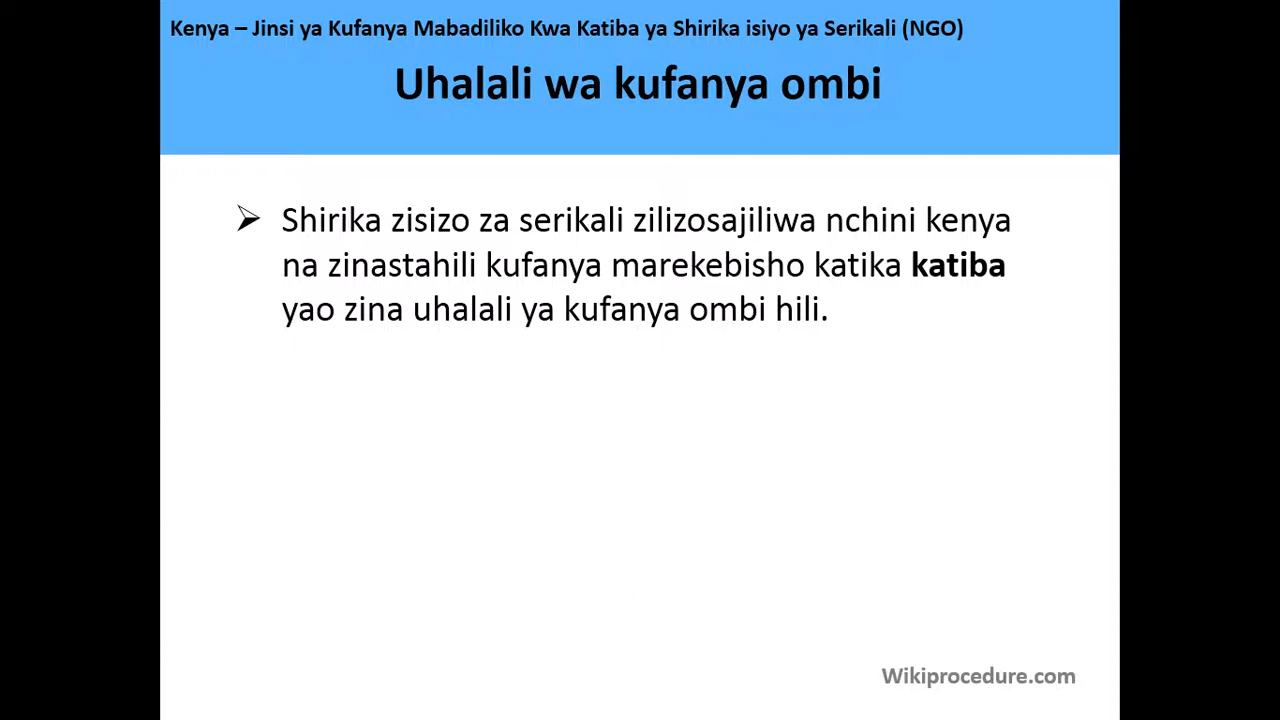 Kenya – Jinsi ya Kufanya Mabadiliko Kwa Katiba ya Shirika isiyo ya Serikali (NGO)
Uhalali wa kufanya ombi
➢ Shirika zisizo za serikali zilizosajiliwa nchini kenya
na zinastahili kufanya marekebisho katika katiba
yao zina uhalali ya kufanya ombi hili.
Wikiprocedure.com